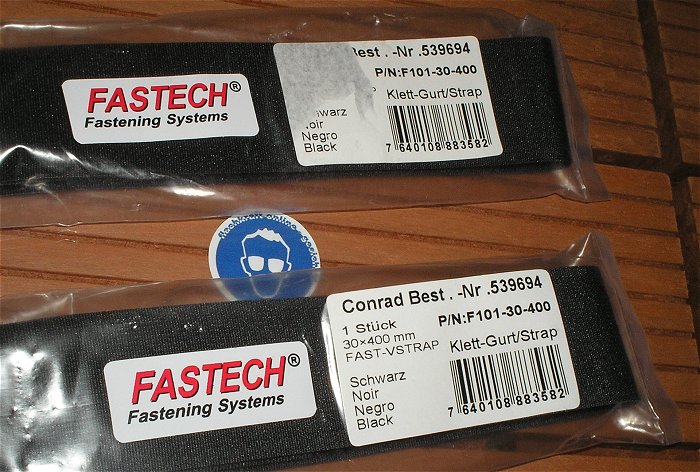 FASTECH®
Fastening Systems
Best . -Nr .539694
P/N:F101-30-400
Klett-Gurt/Strap
Noir
Negro
Black
7 640108 883582
Conrad Best . -Nr .539694
1 Stück
P/N:F101-30-400
30×400 mm
FAST-VSTRAP
Klett-Gurt/Strap
Schwarz
Noir
Negro
Black
7 640108 883582
FASTECH®
Fastening Systems